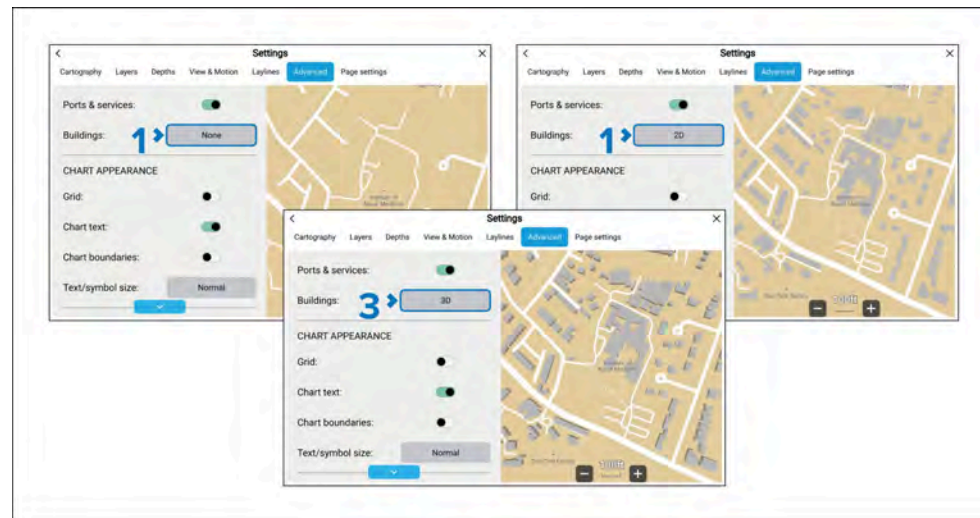 Settings
Cartography Layers Depths View & Motion Laylines Advanced Page settings
Ports & services:
Buildings: 1 None
CHART APPEARANCE
Grid:
Chart text:
Chart boundaries:
Text/symbol size: Normal
Settings
Cartography Layers Depths View & Motion Laylines Advanced Page settings
Ports & services:
Buildings: 1 2D
CHART APPEARANCE
Grid:
100ft
Settings
Cartography Layers Depths View & Motion Laylines Advanced Page settings
Ports & services:
Buildings: 3 3D
CHART APPEARANCE
Grid:
Chart text:
Chart boundaries:
Text/symbol size: Normal
100ft